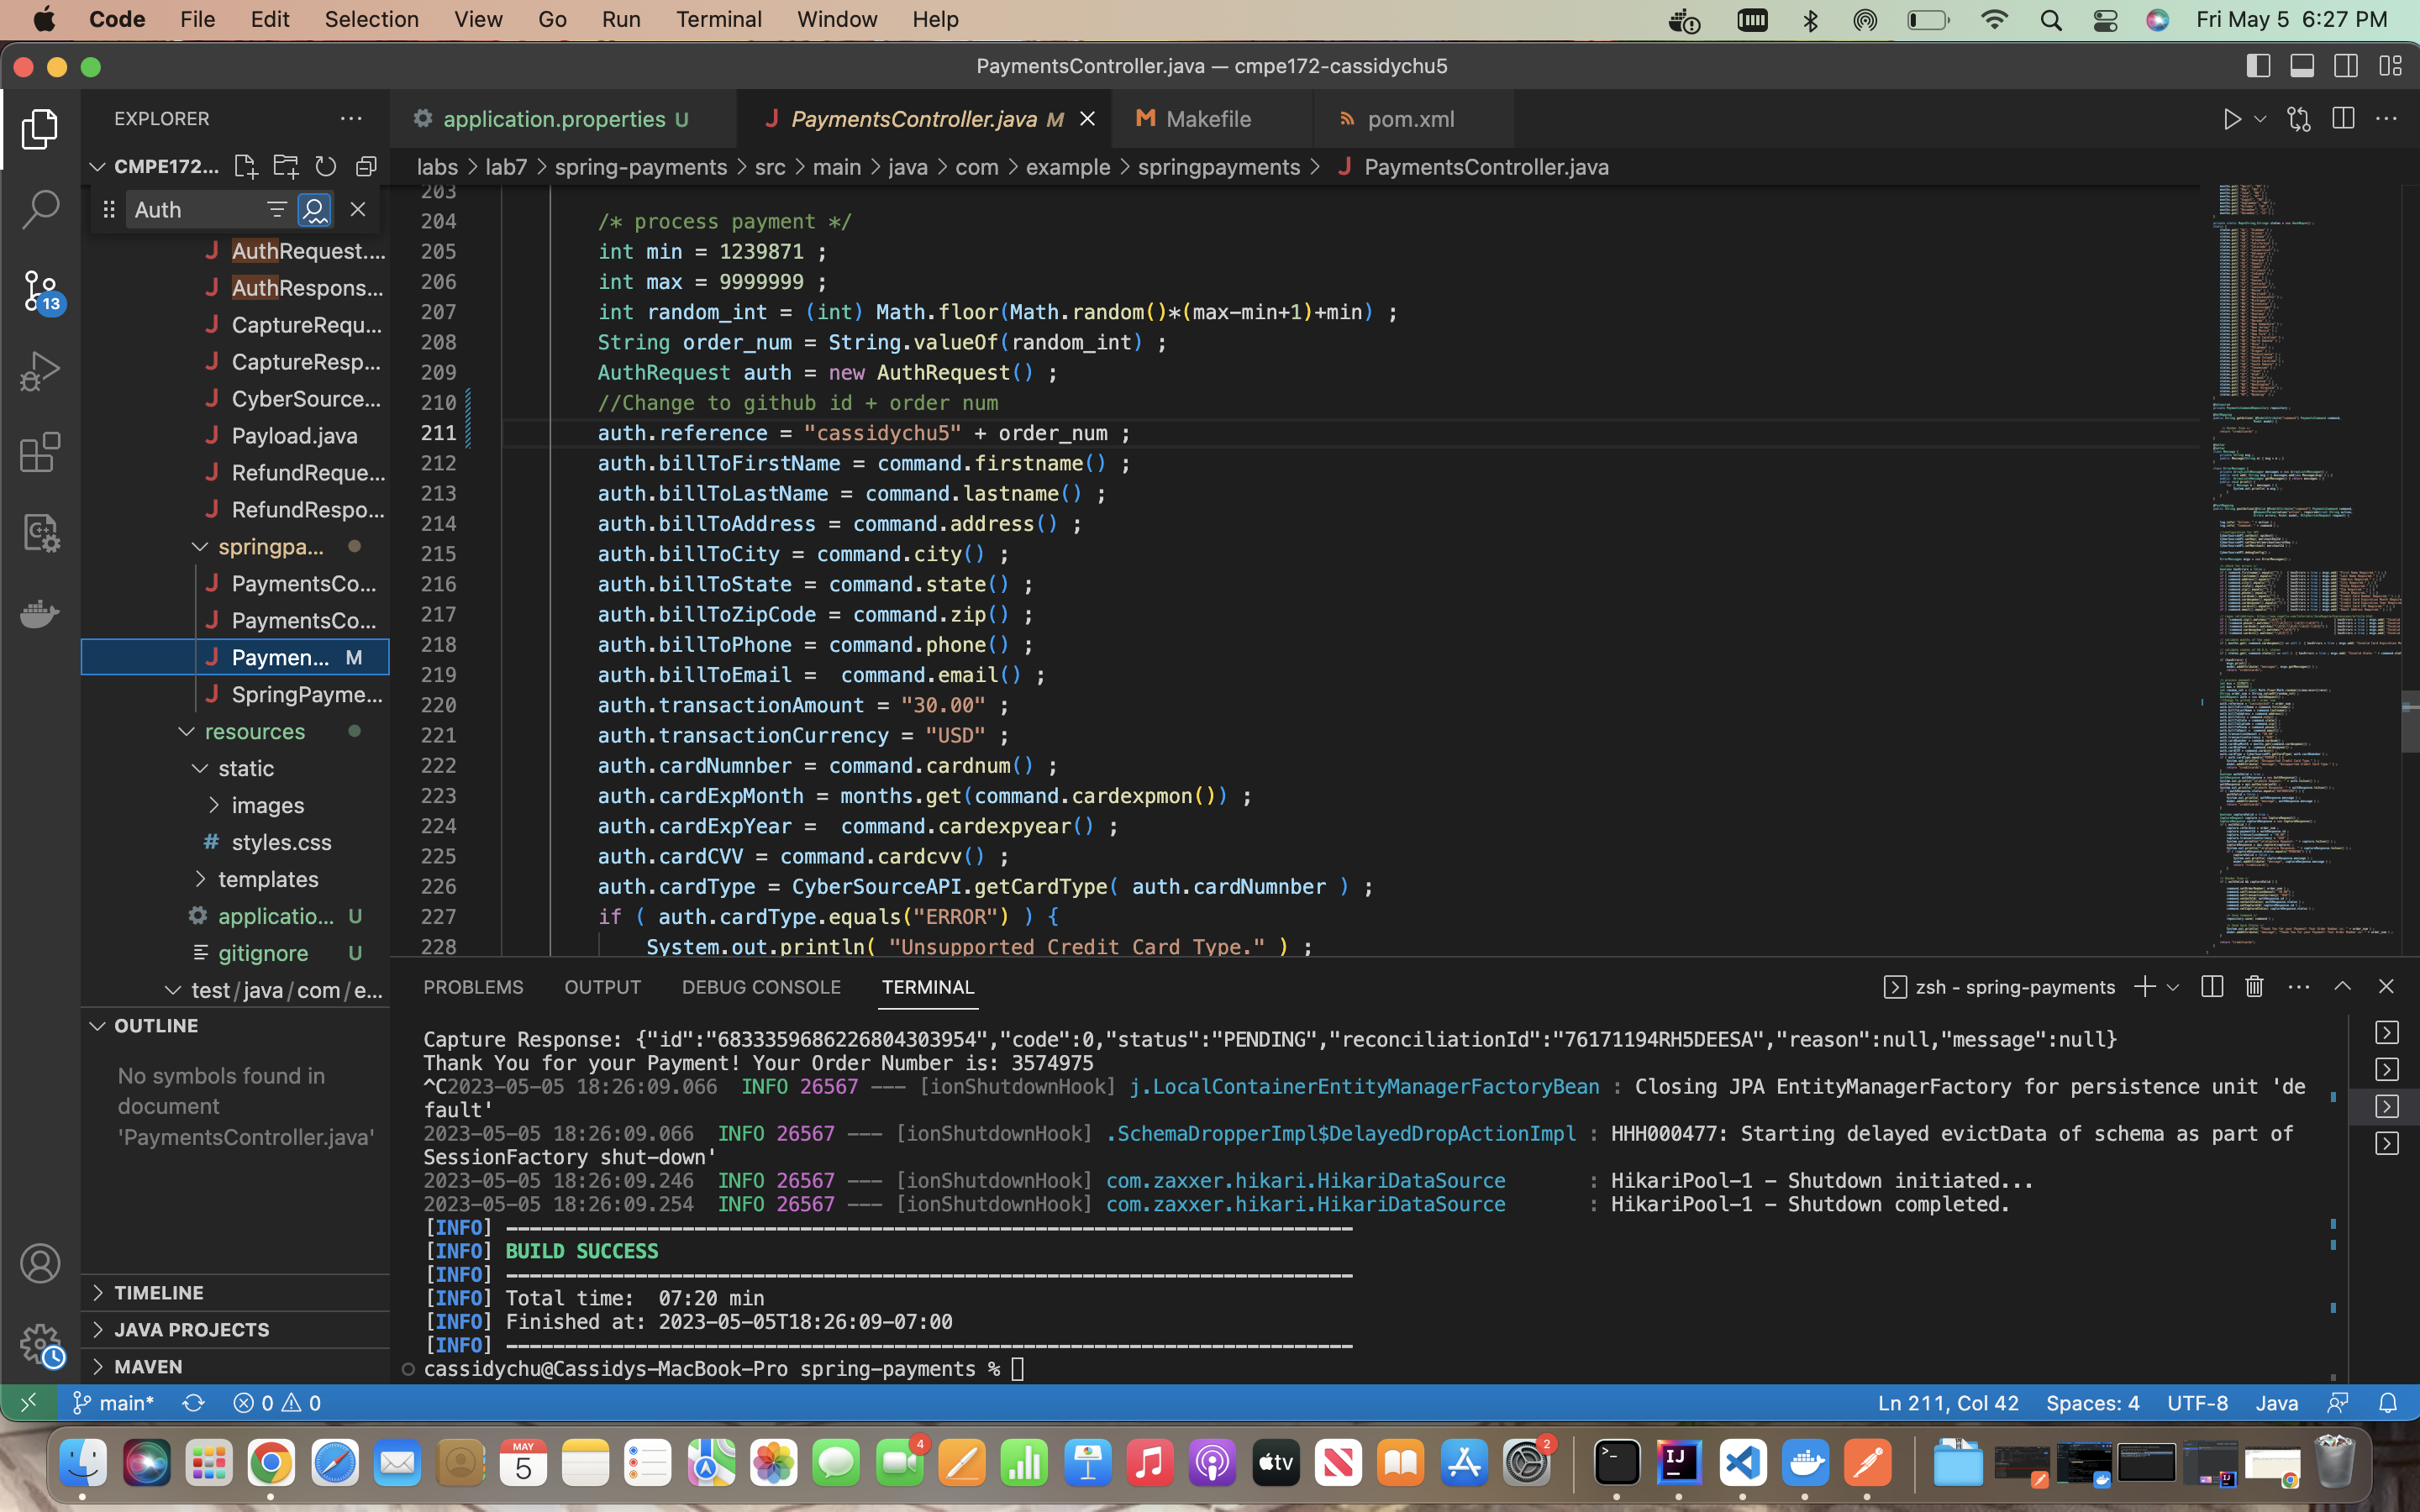 Code File Edit Selection View Go Run Terminal Window Help Fri May 5 6:27 PM
PaymentsController.java — cmpe172-cassidychu5
EXPLORER
application.properties U
PaymentsController.java M
Makefile
pom.xml
CMPE172...
labs > lab7 > spring-payments > src > main > java > com > example > springpayments > PaymentsController.java
Auth
AuthRequest....
AuthRespons...
CaptureRequ...
CaptureResp...
CyberSource...
Payload.java
RefundReque...
RefundRespo...
springpa...
PaymentsCo...
PaymentsCo...
Paymen... M
SpringPayme...
resources
static
images
# styles.css
templates
applicatio... U
gitignore U
test/java/com/e...
OUTLINE
No symbols found in
document
'PaymentsController.java'
TIMELINE
JAVA PROJECTS
MAVEN
13
203
204 /* process payment */
205 int min = 1239871 ;
206 int max = 9999999 ;
207 int random_int = (int) Math.floor(Math.random()*(max-min+1)+min) ;
208 String order_num = String.valueOf(random_int) ;
209 AuthRequest auth = new AuthRequest() ;
210 //Change to github id + order num
211 auth.reference = "cassidychu5" + order_num ;
212 auth.billToFirstName = command.firstname() ;
213 auth.billToLastName = command.lastname() ;
214 auth.billToAddress = command.address() ;
215 auth.billToCity = command.city() ;
216 auth.billToState = command.state() ;
217 auth.billToZipCode = command.zip() ;
218 auth.billToPhone = command.phone() ;
219 auth.billToEmail =  command.email() ;
220 auth.transactionAmount = "30.00" ;
221 auth.transactionCurrency = "USD" ;
222 auth.cardNumnber = command.cardnum() ;
223 auth.cardExpMonth = months.get(command.cardexpmon()) ;
224 auth.cardExpYear =  command.cardexpyear() ;
225 auth.cardCVV = command.cardcvv() ;
226 auth.cardType = CyberSourceAPI.getCardType( auth.cardNumnber ) ;
227 if ( auth.cardType.equals("ERROR") ) {
228 System.out.println( "Unsupported Credit Card Type." ) ;
PROBLEMS OUTPUT DEBUG CONSOLE TERMINAL zsh - spring-payments
Capture Response: {"id":"6833359686226804303954","code":0,"status":"PENDING","reconciliationId":"76171194RH5DEESA","reason":null,"message":null}
Thank You for your Payment! Your Order Number is: 3574975
^C2023-05-05 18:26:09.066  INFO 26567 --- [ionShutdownHook] j.LocalContainerEntityManagerFactoryBean : Closing JPA EntityManagerFactory for persistence unit 'de
fault'
2023-05-05 18:26:09.066  INFO 26567 --- [ionShutdownHook] .SchemaDropperImpl$DelayedDropActionImpl : HHH000477: Starting delayed evictData of schema as part of
SessionFactory shut-down'
2023-05-05 18:26:09.246  INFO 26567 --- [ionShutdownHook] com.zaxxer.hikari.HikariDataSource       : HikariPool-1 - Shutdown initiated...
2023-05-05 18:26:09.254  INFO 26567 --- [ionShutdownHook] com.zaxxer.hikari.HikariDataSource       : HikariPool-1 - Shutdown completed.
[INFO] ------------------------------------------------------------------------
[INFO] BUILD SUCCESS
[INFO] ------------------------------------------------------------------------
[INFO] Total time:  07:20 min
[INFO] Finished at: 2023-05-05T18:26:09-07:00
[INFO] ------------------------------------------------------------------------
cassidychu@Cassidys-MacBook-Pro spring-payments %
main* 0 0 Ln 211, Col 42 Spaces: 4 UTF-8 Java
MAY
5
4
tv
2
IJ